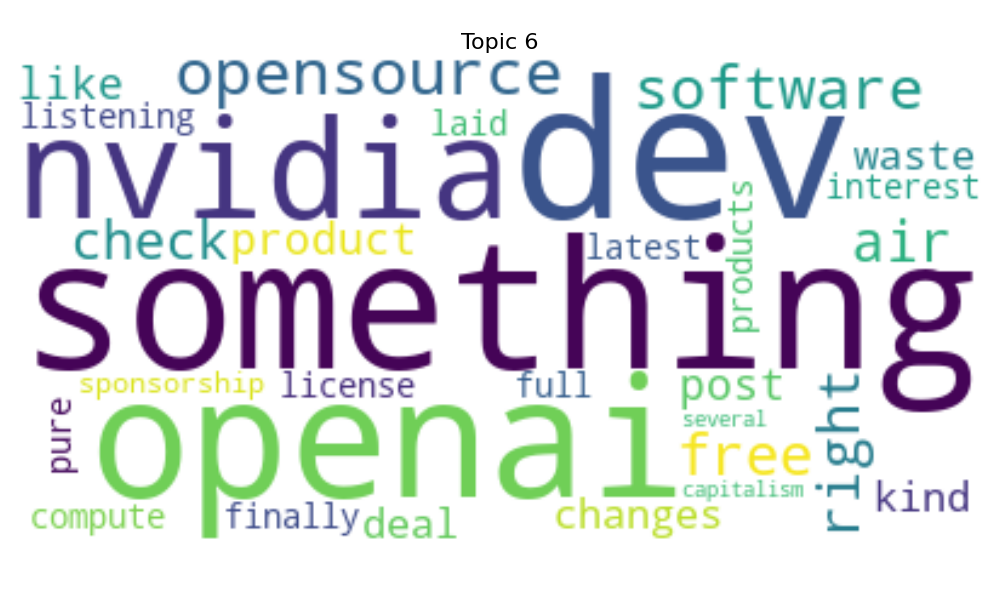 Topic 6
opensource
like
software
listening
laid
nvidia
dev
waste
interest
products
check
product
latest
air
something
sponsorship
license
full
post
right
pure
openai
several
free
capitalism
kind
compute
finally
deal
changes